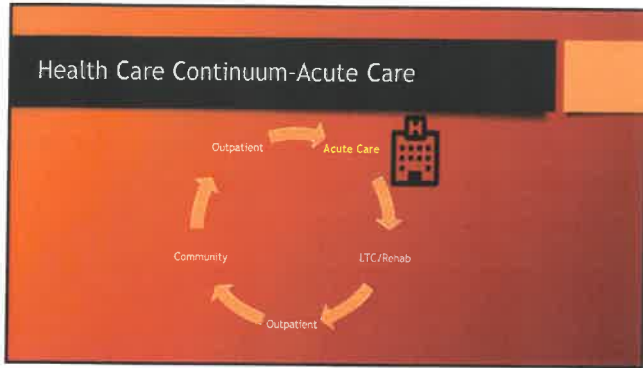 Health Care Continuum-Acute Care
H
Outpatient
Acute Care
Community
LTC/Rehab
Outpatient